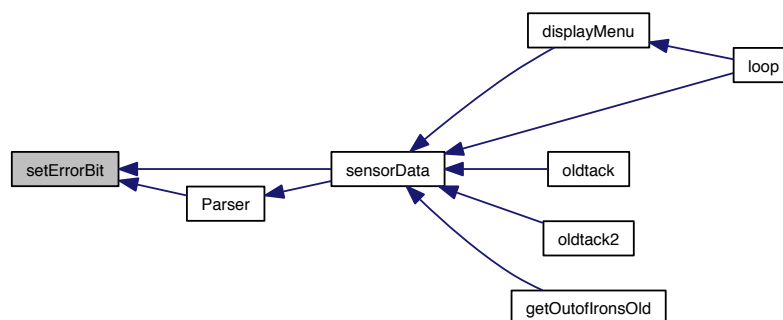 displayMenu
loop
setErrorBit
sensorData
oldtack
Parser
oldtack2
getOutofIronsOld